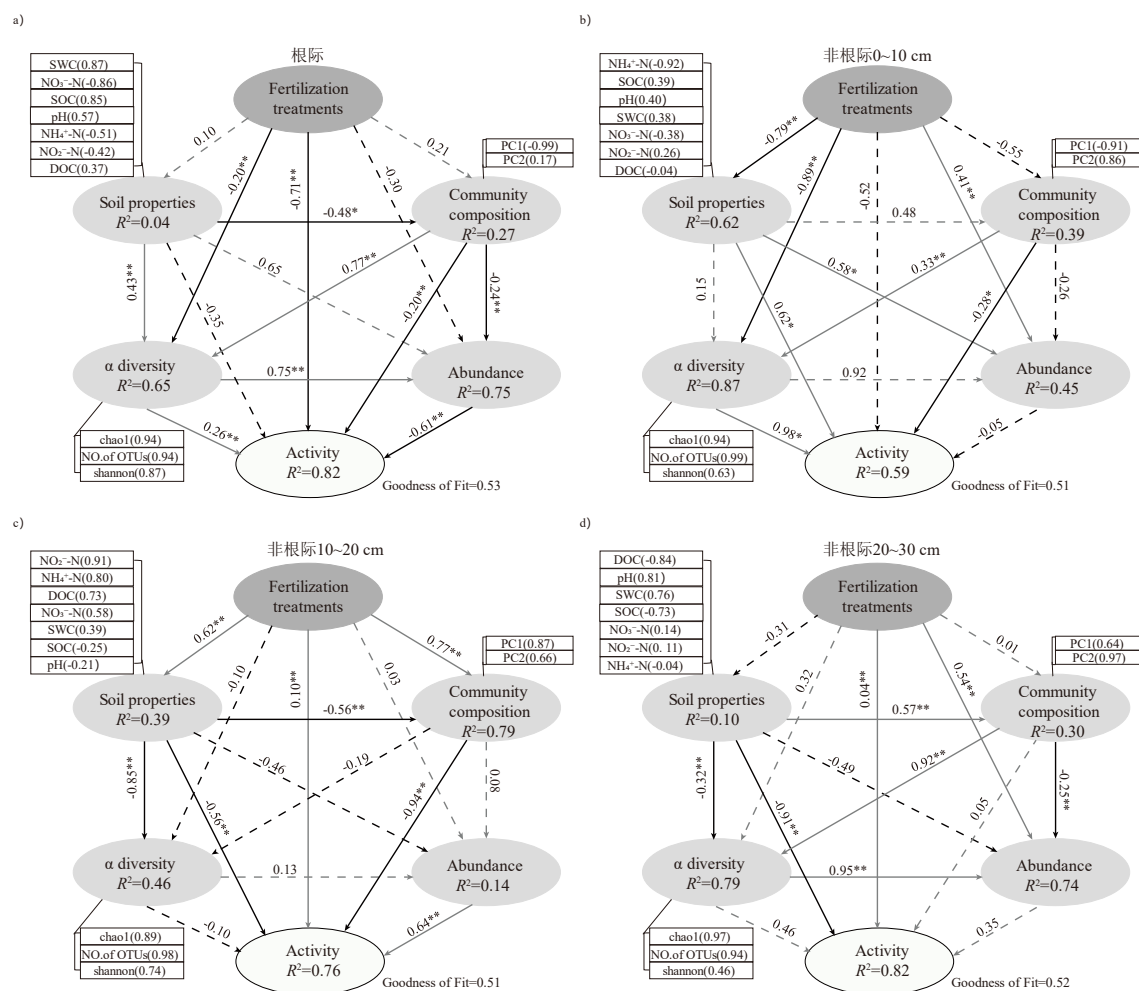 a)
根际
SWC(0.87)
NO₃⁻-N(-0.86)
SOC(0.85)
pH(0.57)
NH₄⁺-N(-0.51)
NO₂⁻-N(-0.42)
DOC(0.37)
Fertilization
treatments
PC1(-0.99)
PC2(0.17)
0.10
-0.20**
-0.71**
-0.30
0.21
Soil properties
R²=0.04
-0.48*
Community
composition
R²=0.27
0.43**
-0.35
0.65
0.77**
-0.20**
-0.24**
α diversity
R²=0.65
0.75**
Abundance
R²=0.75
0.26**
-0.61**
chao1(0.94)
NO.of OTUs(0.94)
shannon(0.87)
Activity
R²=0.82
Goodness of Fit=0.53
b)
非根际0~10 cm
NH₄⁺-N(-0.92)
SOC(0.39)
pH(0.40)
SWC(0.38)
NO₃⁻-N(-0.38)
NO₂⁻-N(0.26)
DOC(-0.04)
Fertilization
treatments
PC1(-0.91)
PC2(0.86)
-0.79**
-0.89**
-0.52
0.41**
-0.55
Soil properties
R²=0.62
0.48
Community
composition
R²=0.39
0.15
0.62*
0.58*
0.33**
-0.28*
-0.26
α diversity
R²=0.87
0.92
Abundance
R²=0.45
0.98*
-0.05
chao1(0.94)
NO.of OTUs(0.99)
shannon(0.63)
Activity
R²=0.59
Goodness of Fit=0.51
c)
非根际10~20 cm
NO₂⁻-N(0.91)
NH₄⁺-N(0.80)
DOC(0.73)
NO₃⁻-N(0.58)
SWC(0.39)
SOC(-0.25)
pH(-0.21)
Fertilization
treatments
PC1(0.87)
PC2(0.66)
0.62**
-0.10
0.10**
0.03
0.77**
Soil properties
R²=0.39
-0.56**
Community
composition
R²=0.79
-0.85**
-0.56**
-0.46
-0.19
-0.94**
0.08
α diversity
R²=0.46
0.13
Abundance
R²=0.14
-0.10
0.64**
chao1(0.89)
NO.of OTUs(0.98)
shannon(0.74)
Activity
R²=0.76
Goodness of Fit=0.51
d)
非根际20~30 cm
DOC(-0.84)
pH(0.81)
SWC(0.76)
SOC(-0.73)
NO₃⁻-N(0.14)
NO₂⁻-N(0. 11)
NH₄⁺-N(-0.04)
Fertilization
treatments
PC1(0.64)
PC2(0.97)
-0.31
0.32
0.04**
0.54**
0.01
Soil properties
R²=0.10
0.57**
Community
composition
R²=0.30
-0.32**
-0.91**
-0.49
0.92**
0.05
-0.25**
α diversity
R²=0.79
0.95**
Abundance
R²=0.74
0.46
0.35
chao1(0.97)
NO.of OTUs(0.94)
shannon(0.46)
Activity
R²=0.82
Goodness of Fit=0.52